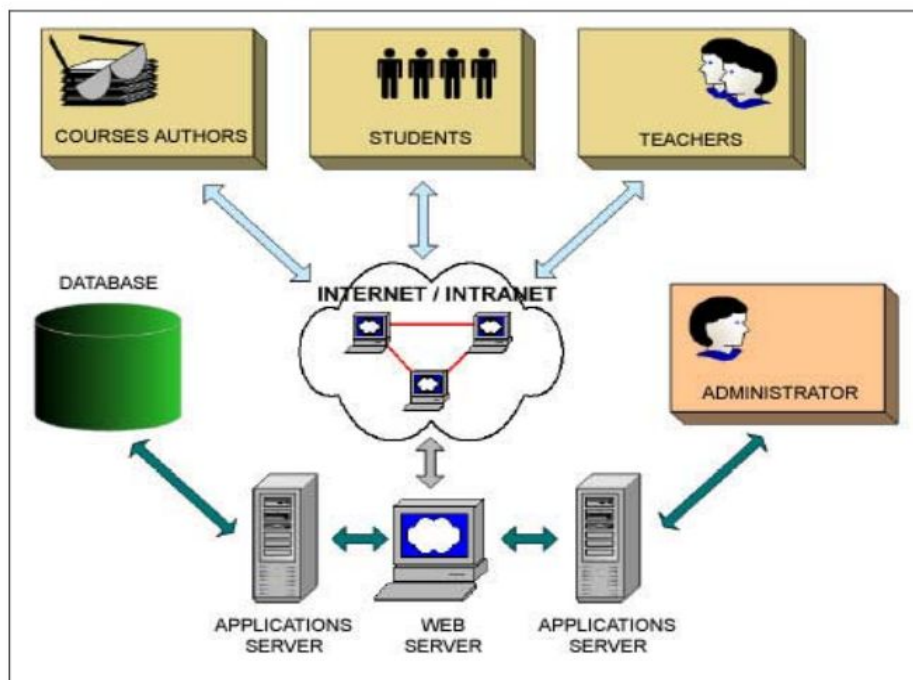 COURSES AUTHORS
STUDENTS
TEACHERS
DATABASE
INTERNET / INTRANET
ADMINISTRATOR
APPLICATIONS
SERVER
WEB
SERVER
APPLICATIONS
SERVER